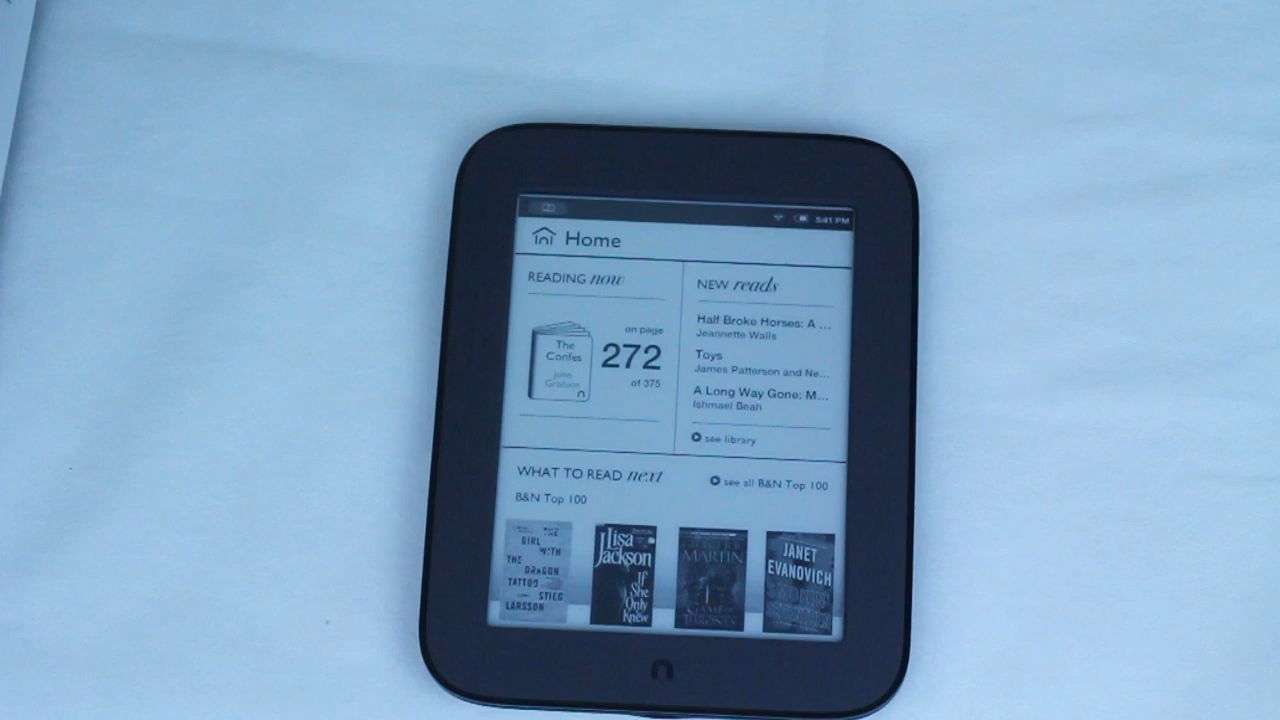 5:41 PM
Home
READING now
The
Confes
John
Grisham
on page
272
of 375
NEW reads
Half Broke Horses: A ...
Jeannette Walls
Toys
James Patterson and Ne...
A Long Way Gone: M...
Ishmael Beah
see library
WHAT TO READ next
see all B&N Top 100
B&N Top 100
THE
GIRL
WITH
THE
DRAGON
TATTOO
STIEG
LARSSON
Lisa
Jackson
If
She
Only
Knew
MARTIN
GAME OF
THRONES
JANET
EVANOVICH
n